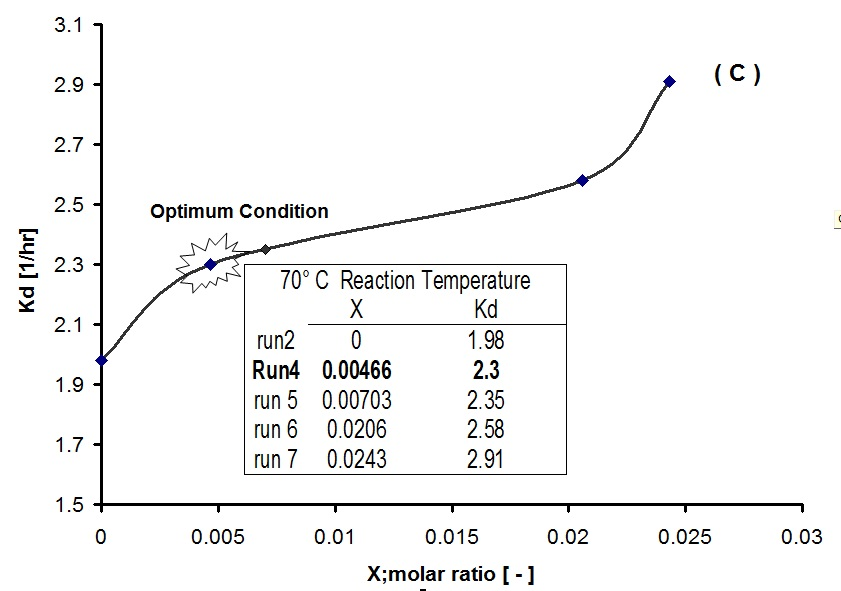 3.1
2.9
( C )
2.7
2.5
Optimum Condition
2.3
2.1
1.9
1.7
1.5
Kd [1/hr]
70° C Reaction Temperature
X Kd
run2 0 1.98
Run4 0.00466 2.3
run 5 0.00703 2.35
run 6 0.0206 2.58
run 7 0.0243 2.91
0 0.005 0.01 0.015 0.02 0.025 0.03
X;molar ratio [ - ]